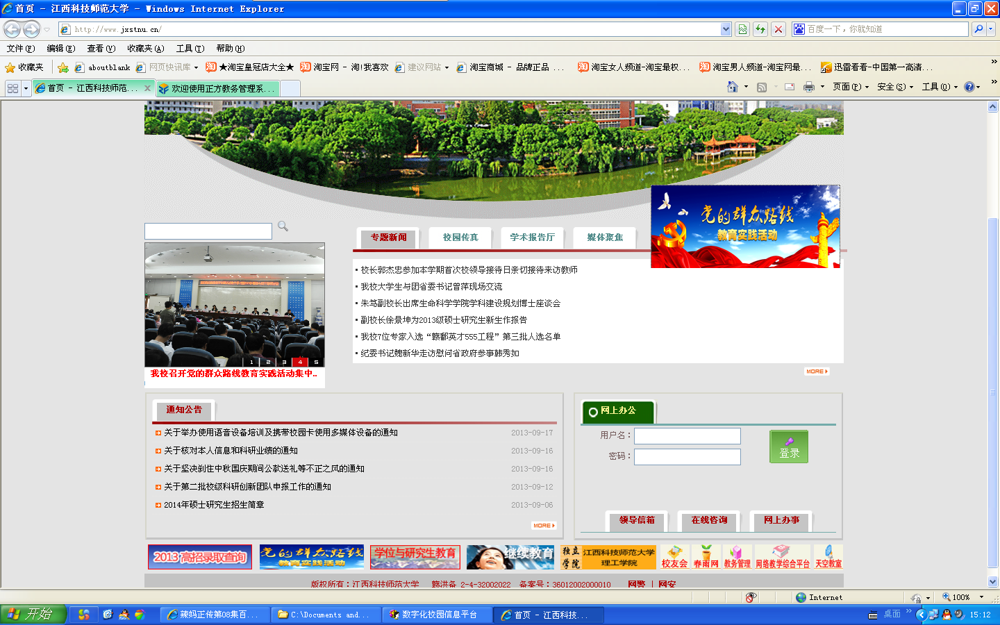 首页 - 江西科技师范大学 - Windows Internet Explorer
http://www.jxstnu.cn/
百度一下，你就知道
文件(F) 编辑(E) 查看(V) 收藏夹(A) 工具(T) 帮助(H)
收藏夹 aboutblank 网页快讯库 ★淘宝皇冠店大全★ 淘宝网 - 淘!我喜欢 建议网站 淘宝商城 - 品牌正品 ... 淘宝女人频道-淘宝最权... 淘宝男人频道-淘宝网最... 迅雷看看-中国第一高清...
首页 - 江西科技师范... 欢迎使用正方教务管理系... 页面(P) 安全(S) 工具(O)
党的群众路线
教育实践活动
专题新闻 校园传真 学术报告厅 媒体聚焦
校长郭杰忠参加本学期首次校领导接待日亲切接待来访教师
我校大学生与团省委书记曾萍现场交流
朱笃副校长出席生命科学学院学科建设规划博士座谈会
副校长徐景坤为2013级硕士研究生新生作报告
我校7位专家入选“赣鄱英才555工程”第三批人选名单
纪委书记魏新华走访慰问省政府参事韩秀如
MORE
1 2 3 4 5
我校召开党的群众路线教育实践活动集中..
通知公告
关于举办使用语音设备培训及携带校园卡使用多媒体设备的通知 2013-09-17
关于核对本人信息和科研业绩的通知 2013-09-16
关于坚决刹住中秋国庆期间公款送礼等不正之风的通知 2013-09-16
关于第二批校级科研创新团队申报工作的通知 2013-09-12
2014年硕士研究生招生简章 2013-09-06
MORE
网上办公
用户名：
密码：
登录
领导信箱 在线咨询 网上办事
2013 高招录取查询
党的群众路线
教育实践活动
学位与研究生教育
继续教育
独立学院
江西科技师范大学
理工学院
校友会 春雨网 教务管理 网络教学综合平台 天空教室
版权所有：江西科技师范大学 赣洪备 2-4-32002022 备案号：36012002000010 网警 | 网安
Internet 100%
开始 辣妈正传第08集百... C:\Documents and... 数字化校园信息平台 首页 - 江西科技... 桌面 15:12